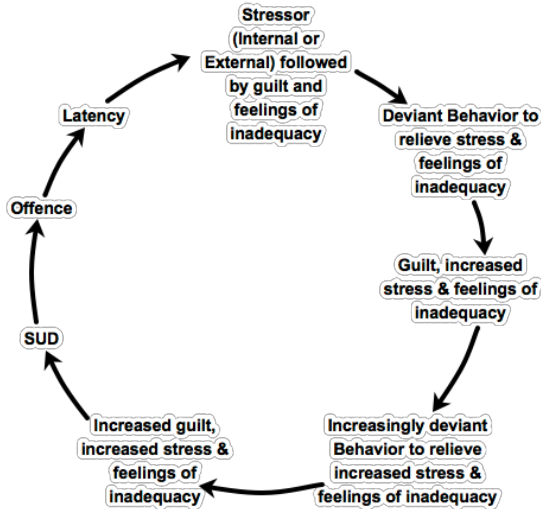 Stressor
(Internal or
External) followed
by guilt and
feelings of
inadequacy
Deviant Behavior to
relieve stress &
feelings of
inadequacy
Guilt, increased
stress & feelings of
inadequacy
Increasingly deviant
Behavior to relieve
increased stress &
feelings of inadequacy
Increased guilt,
increased stress &
feelings of
inadequacy
SUD
Offence
Latency